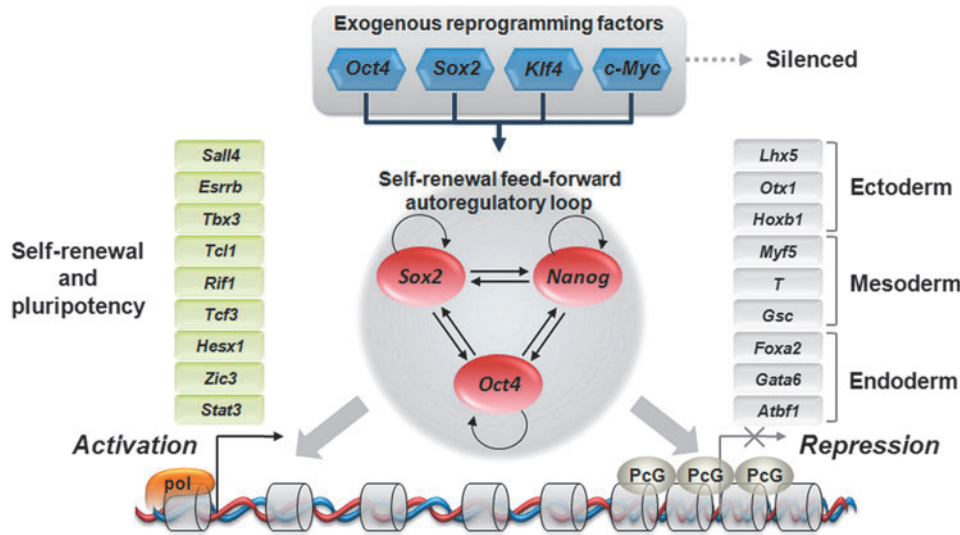 Exogenous reprogramming factors
Oct4
Sox2
Klf4
c-Myc
Silenced
Self-renewal
and
pluripotency
Sall4
Esrrb
Tbx3
Tcl1
Rif1
Tcf3
Hesx1
Zic3
Stat3
Self-renewal feed-forward
autoregulatory loop
Sox2
Nanog
Oct4
Lhx5
Otx1
Hoxb1
Myf5
T
Gsc
Foxa2
Gata6
Atbf1
Ectoderm
Mesoderm
Endoderm
Activation
Repression
pol
PcG
PcG
PcG